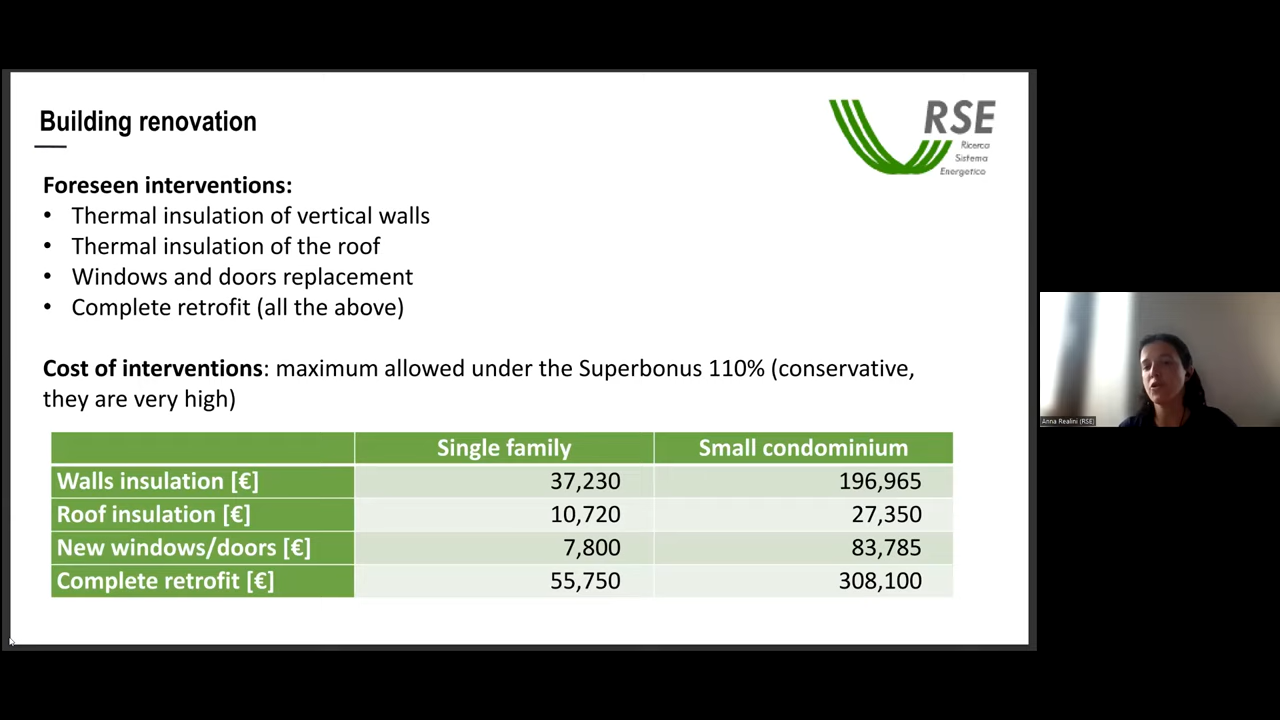 Building renovation
RSE
Ricerca
Sistema
Energetico
Foreseen interventions:
• Thermal insulation of vertical walls
• Thermal insulation of the roof
• Windows and doors replacement
• Complete retrofit (all the above)
Cost of interventions: maximum allowed under the Superbonus 110% (conservative,
they are very high)
Single family Small condominium
Walls insulation [€] 37,230 196,965
Roof insulation [€] 10,720 27,350
New windows/doors [€] 7,800 83,785
Complete retrofit [€] 55,750 308,100
Anna Realini (RSE)